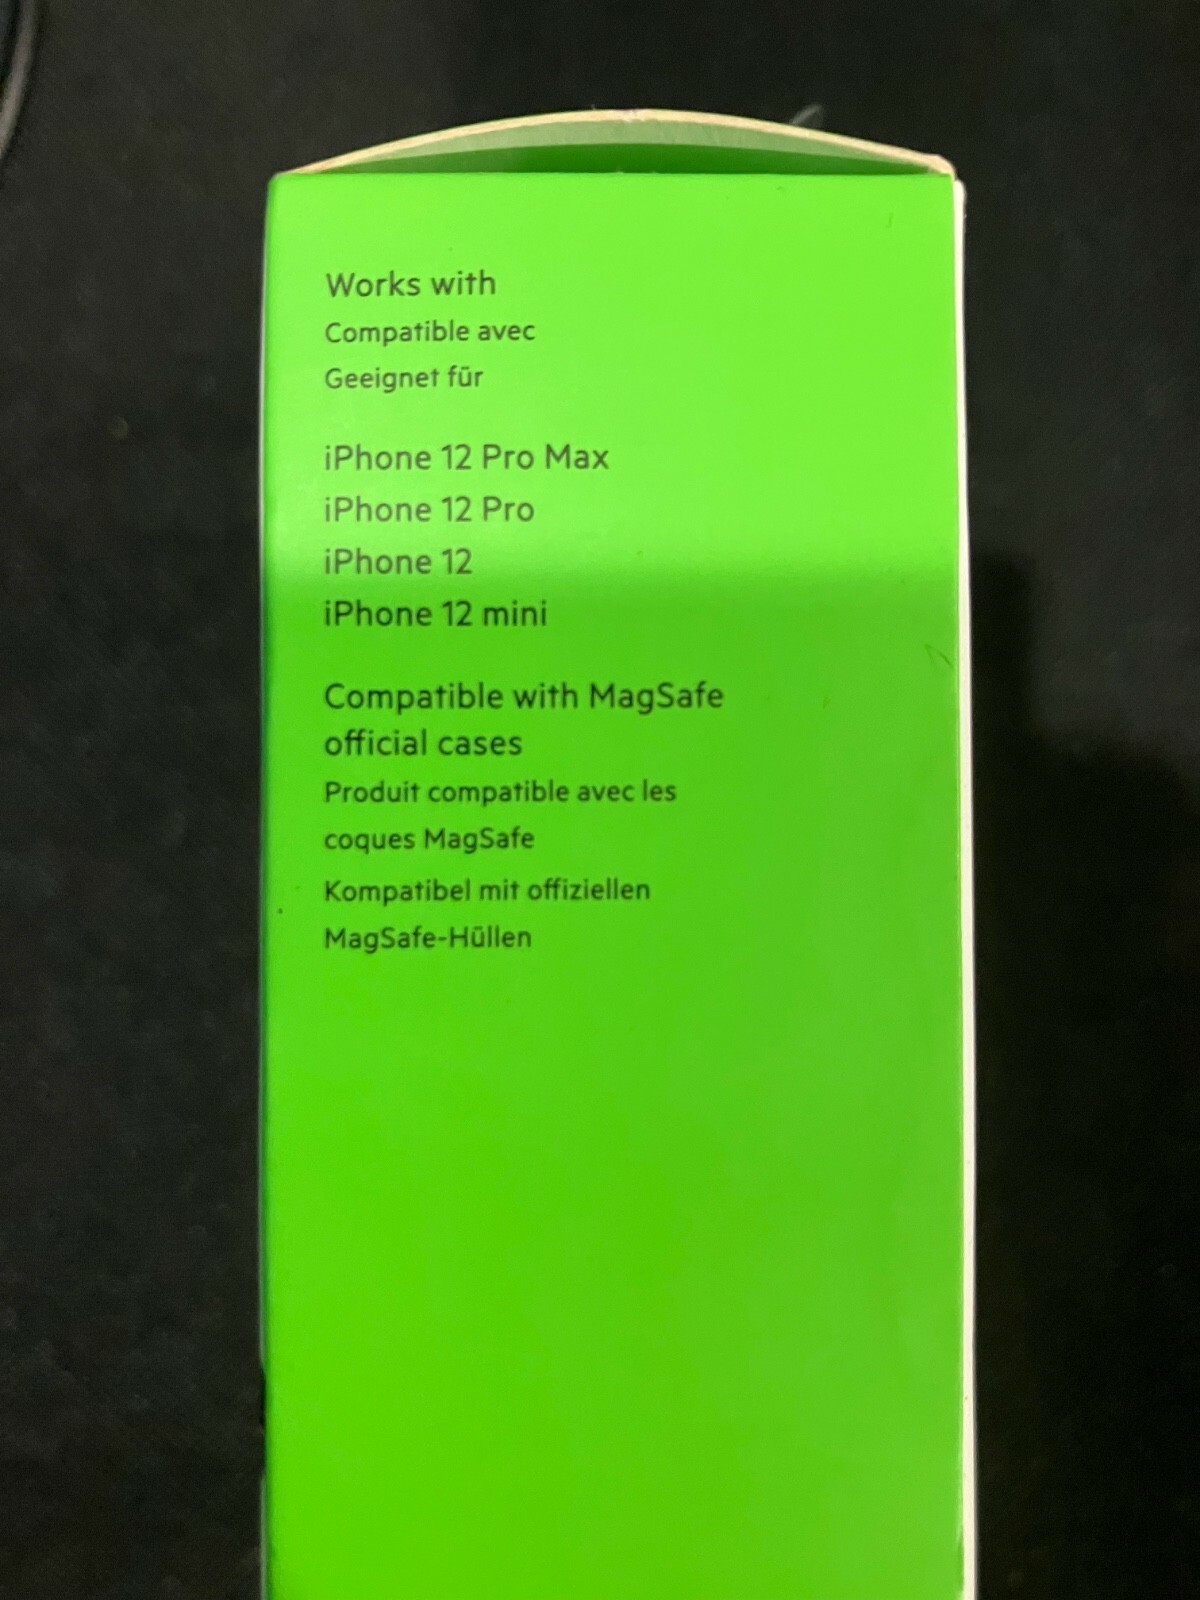 Works with
Compatible avec
Geeignet für
iPhone 12 Pro Max
iPhone 12 Pro
iPhone 12
iPhone 12 mini
Compatible with MagSafe
official cases
Produit compatible avec les
coques MagSafe
Kompatibel mit offiziellen
MagSafe-Hüllen